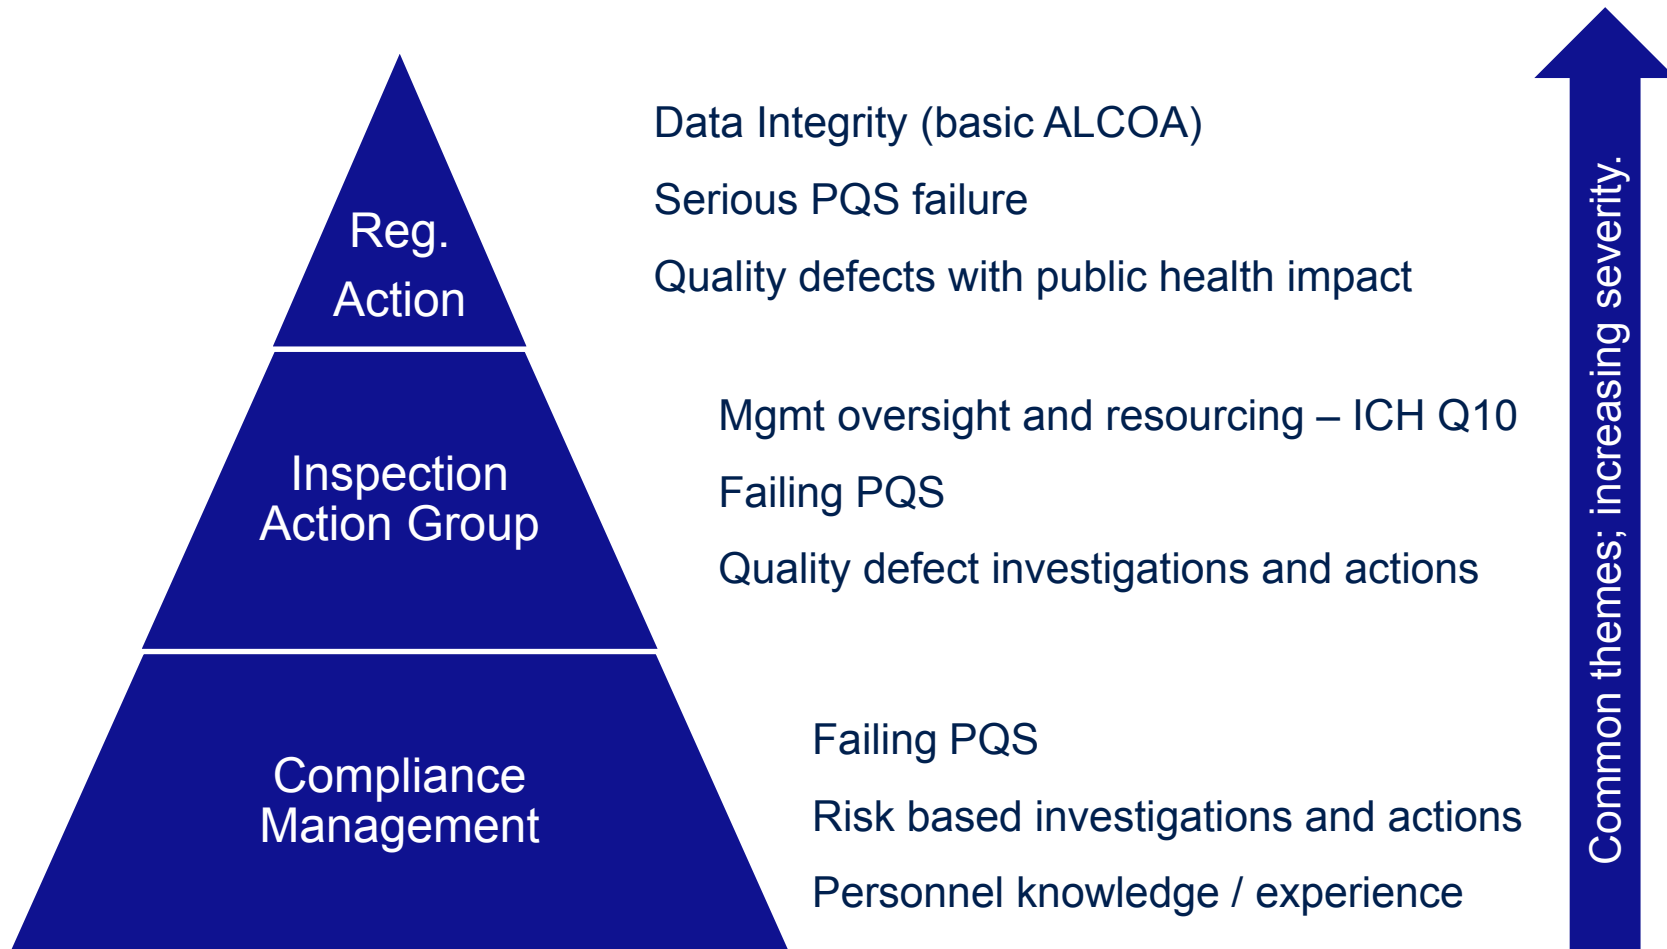 Reg.
Action
Data Integrity (basic ALCOA)
Serious PQS failure
Quality defects with public health impact
Inspection
Action Group
Mgmt oversight and resourcing – ICH Q10
Failing PQS
Quality defect investigations and actions
Compliance
Management
Failing PQS
Risk based investigations and actions
Personnel knowledge / experience
Common themes; increasing severity.